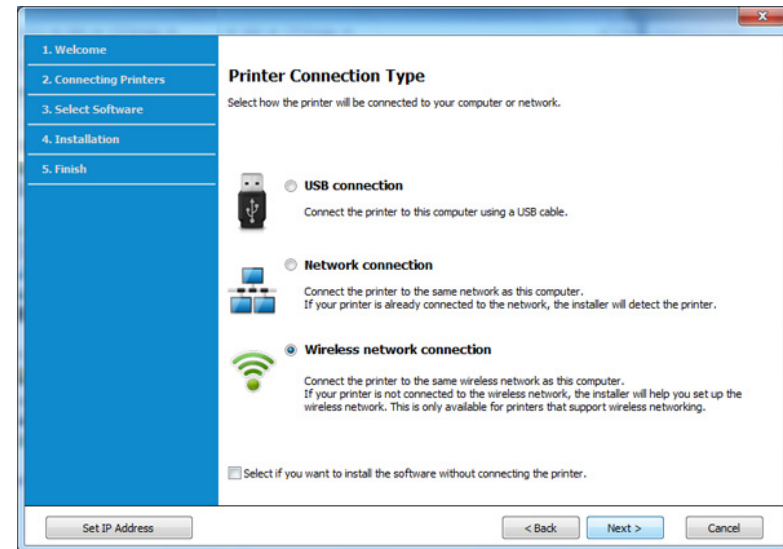 1. Welcome
2. Connecting Printers
3. Select Software
4. Installation
5. Finish
Printer Connection Type
Select how the printer will be connected to your computer or network.
USB connection
Connect the printer to this computer using a USB cable.
Network connection
Connect the printer to the same network as this computer.
If your printer is already connected to the network, the installer will detect the printer.
Wireless network connection
Connect the printer to the same wireless network as this computer.
If your printer is not connected to the wireless network, the installer will help you set up the
wireless network. This is only available for printers that support wireless networking.
Select if you want to install the software without connecting the printer.
Set IP Address
< Back
Next >
Cancel